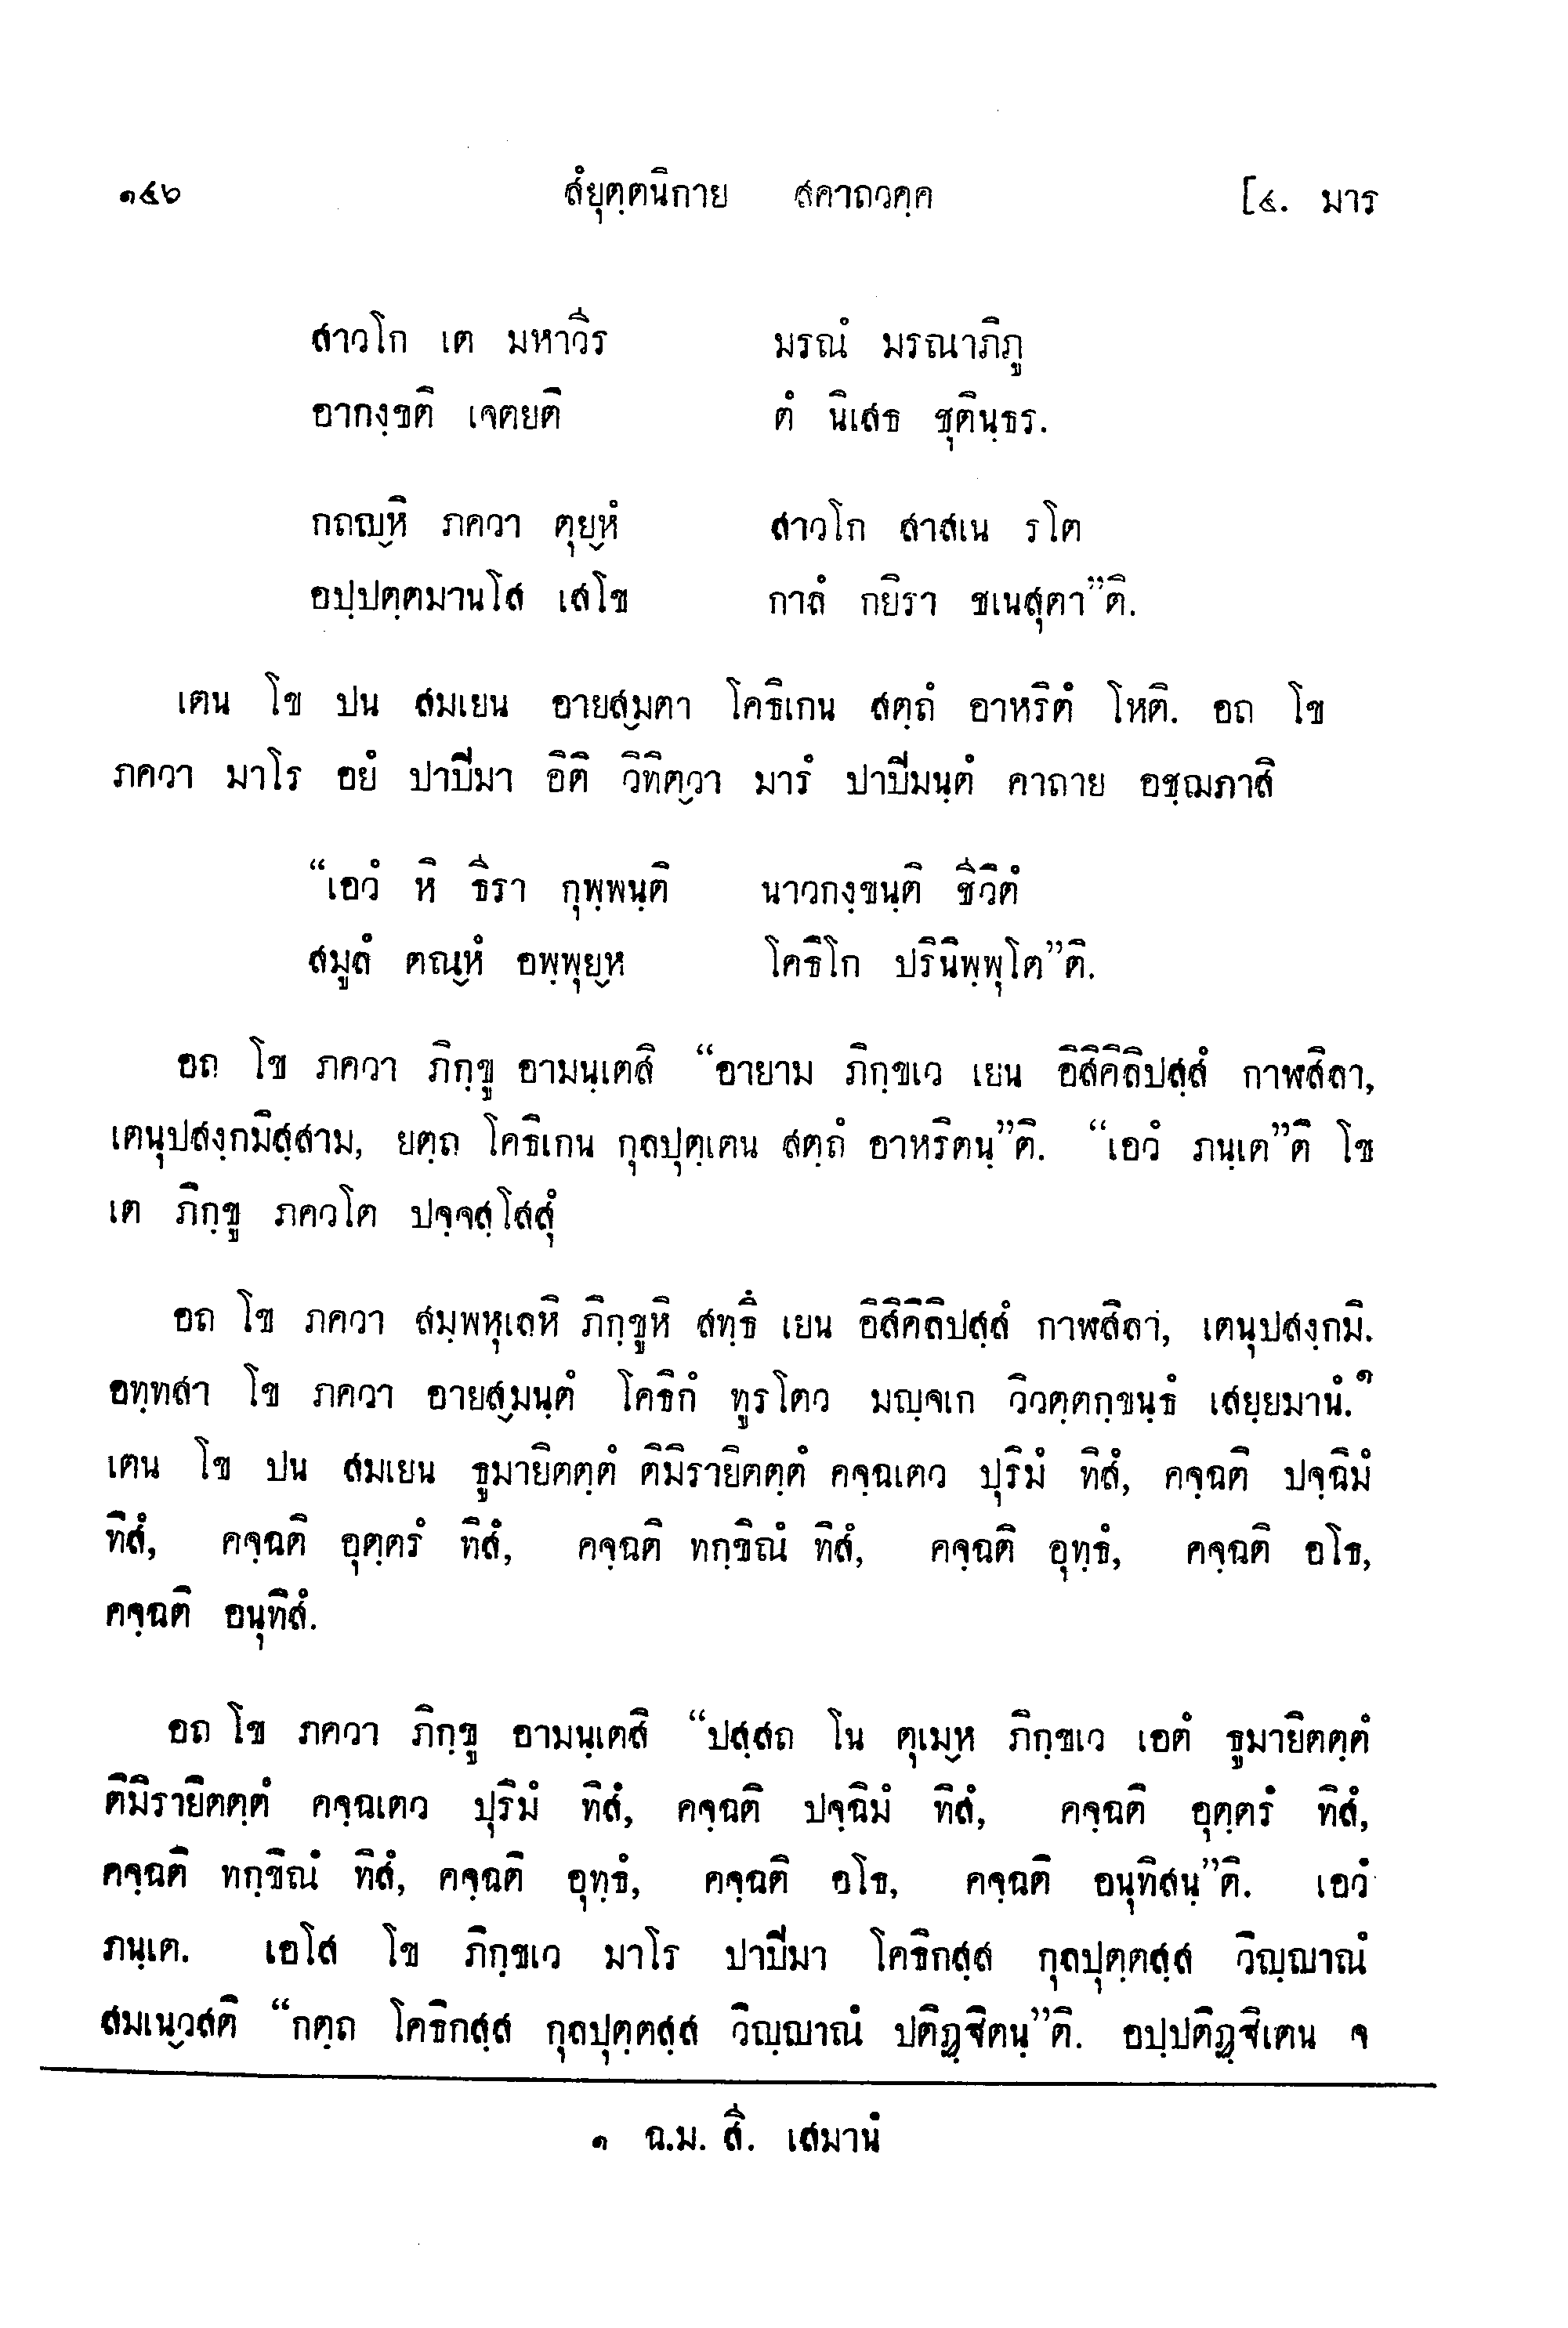 ๑๔๖ สํยุตฺตนิกาย สคาถวคฺค [๔. มาร
สาวโก เต มหาวีร มรณํ มรณาภิภู
อากงฺขติ เจตยติ ตํ นิเสธ ชุตินฺธร.
กถญฺหิ ภควา ตุยฺหํ สาวโก สาสเน รโต
อปฺปตฺตมานโส เสโข กาลํ กยิรา ชเนสุตา”ติ.
เตน โข ปน สมเยน อายสฺมตา โคธิเกน สตฺถํ อาหริตํ โหติ. อถ โข
ภควา มาโร อยํ ปาปิมา อิติ วิทิตฺวา มารํ ปาปิมนฺตํ คาถาย อชฺฌภาสิ
“เอวํ หิ ธีรา กุพฺพนฺติ นาวกงฺขนฺติ ชีวิตํ
สมูลํ ตณฺหํ อพฺพุยฺห โคธิโก ปรินิพฺพุโต”ติ.
อถ โข ภควา ภิกฺขู อามนฺเตสิ “อายาม ภิกฺขเว เยน อิสิคิลิปสฺสํ กาฬสิลา,
เตนุปสงฺกมิสฺสาม, ยตฺถ โคธิเกน กุลปุตฺเตน สตฺถํ อาหริตนฺ”ติ. “เอวํ ภนฺเต”ติ โข
เต ภิกฺขู ภควโต ปจฺจสฺโสสุํ
อถ โข ภควา สมฺพหุเลหิ ภิกฺขูหิ สทฺธึ เยน อิสิคิลิปสฺสํ กาฬสิลา, เตนุปสงฺกมิ.
อทฺทสา โข ภควา อายสฺมนฺตํ โคธิกํ ทูรโตว มญฺจเก วิวตฺตกฺขนฺธํ เสยฺยมานํ.๑
เตน โข ปน สมเยน ธูมายิตตฺตํ ติมิรายิตตฺตํ คจฺฉเตว ปุริมํ ทิสํ, คจฺฉติ ปจฺฉิมํ
ทิสํ, คจฺฉติ อุตฺตรํ ทิสํ, คจฺฉติ ทกฺขิณํ ทิสํ, คจฺฉติ อุทฺธํ, คจฺฉติ อโธ,
คจฺฉติ อนุทิสํ.
อถ โข ภควา ภิกฺขู อามนฺเตสิ “ปสฺสถ โน ตุเมฺห ภิกฺขเว เอตํ ธูมายิตตฺตํ
ติมิรายิตตฺตํ คจฺฉเตว ปุริมํ ทิสํ, คจฺฉติ ปจฺฉิมํ ทิสํ, คจฺฉติ อุตฺตรํ ทิสํ,
คจฺฉติ ทกฺขิณํ ทิสํ, คจฺฉติ อุทฺธํ, คจฺฉติ อโธ, คจฺฉติ อนุทิสนฺ”ติ. เอวํ
ภนฺเต. เอโส โข ภิกฺขเว มาโร ปาปิมา โคธิกสฺส กุลปุตฺตสฺส วิญฺญาณํ
สมเนฺวสติ “กตฺถ โคธิกสฺส กุลปุตฺตสฺส วิญฺญาณํ ปติฏฺฐิตนฺ”ติ. อปฺปติฏฺฐิเตน จ
๑ ฉ.ม. สี. เสมานํ